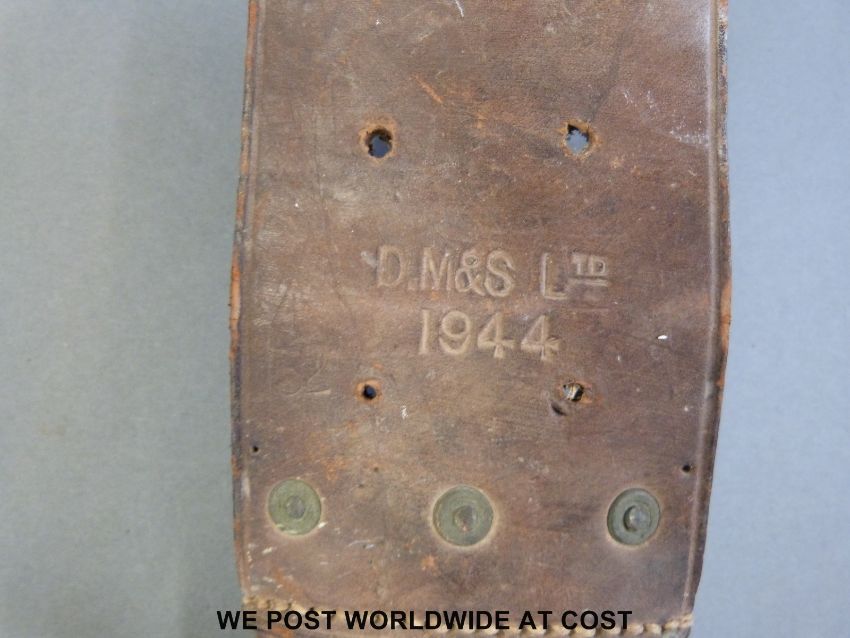 D.M&S LTD
1944
WE POST WORLDWIDE AT COST